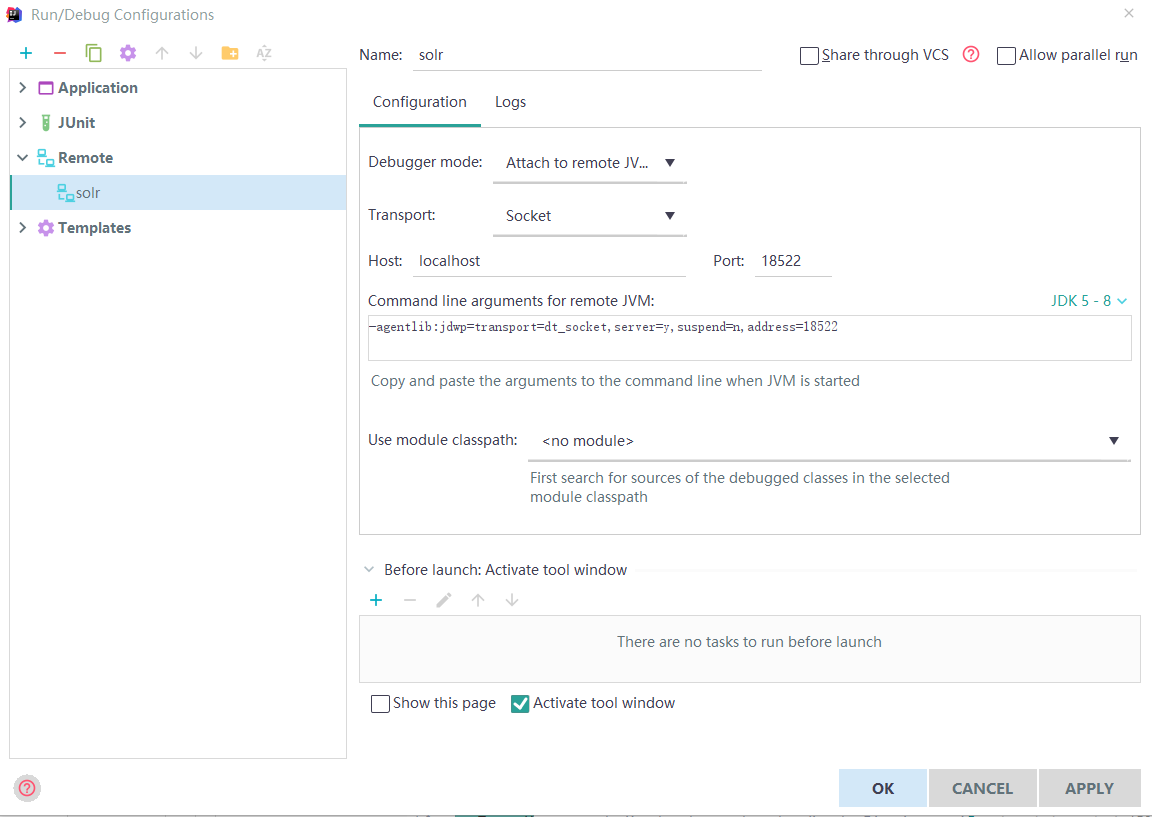 Run/Debug Configurations
Name: solr
Share through VCS
Allow parallel run
Application
JUnit
Remote
solr
Templates
Configuration Logs
Debugger mode: Attach to remote JV...
Transport: Socket
Host: localhost Port: 18522
Command line arguments for remote JVM: JDK 5 - 8
-agentlib:jdwp=transport=dt_socket,server=y,suspend=n,address=18522
Copy and paste the arguments to the command line when JVM is started
Use module classpath: <no module>
First search for sources of the debugged classes in the selected
module classpath
Before launch: Activate tool window
There are no tasks to run before launch
Show this page Activate tool window
OK CANCEL APPLY